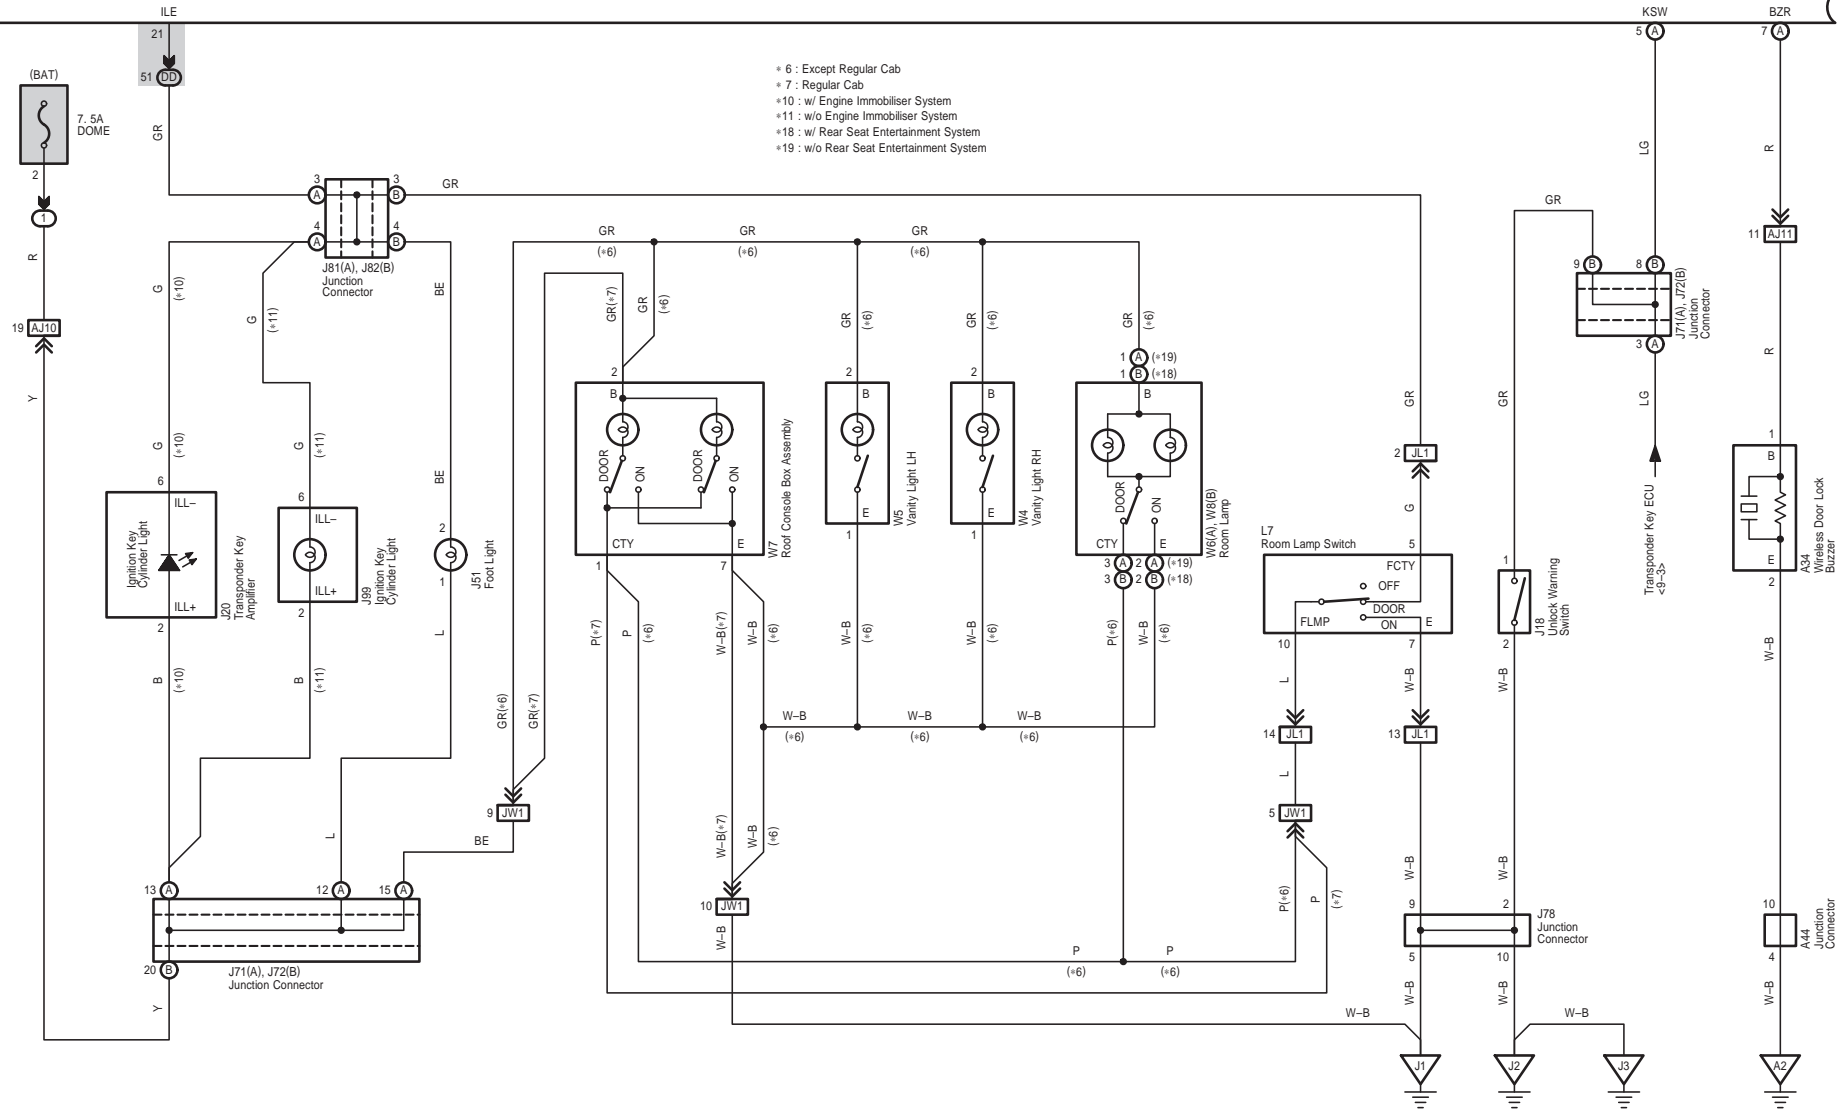 ILE
KSW
BZR
21
5 A
7 A
51 DD
(BAT)
7. 5A
DOME
∗ 6 : Except Regular Cab
∗ 7 : Regular Cab
∗10 : w/ Engine Immobiliser System
∗11 : w/o Engine Immobiliser System
∗18 : w/ Rear Seat Entertainment System
∗19 : w/o Rear Seat Entertainment System
GR
LG
R
2
1
3 A
3 B
GR
4 A
4 B
J81(A), J82(B)
Junction
Connector
GR
(∗6)
GR
(∗6)
GR
(∗6)
GR
11 AJ11
9 B
8 B
J71(A), J72(B)
Junction
Connector
3 A
R
G
(∗10)
G
(∗11)
BE
GR(∗7)
GR
(∗6)
GR
(∗6)
GR
(∗6)
GR
(∗6)
19 AJ10
1 A (∗19)
1 B (∗18)
R
Y
GR
GR
LG
2
B
DOOR
ON
DOOR
ON
CTY
E
W7
Roof Console Box Assembly
2
B
E
W5
Vanity Light LH
1
2
B
E
W4
Vanity Light RH
1
B
DOOR
ON
CTY
E
W6(A), W8(B)
Room Lamp
G
(∗10)
G
(∗11)
BE
2 JL1
G
Transponder Key ECU
<9–3>
1
B
E
A34
Wireless Door Lock
Buzzer
2
6
ILL–
Ignition Key
Cylinder Light
ILL+
J20
Transponder Key
Amplifier
2
6
ILL–
ILL+
J99
Ignition Key
Cylinder Light
2
2
1
J51
Foot Light
L7
Room Lamp Switch
5
FCTY
OFF
DOOR
ON
FLMP
E
10
7
1
J18
Unlock Warning
Switch
2
1
7
3 A 2 A (∗19)
3 B 2 B (∗18)
P(∗7)
P
(∗6)
W–B(∗7)
W–B
(∗6)
W–B
(∗6)
W–B
(∗6)
P(∗6)
W–B
(∗6)
L
W–B
L
W–B
W–B
B
(∗10)
B
(∗11)
GR(∗6)
GR(∗7)
W–B
(∗6)
W–B
(∗6)
W–B
(∗6)
14 JL1
13 JL1
L
9 JW1
5 JW1
BE
L
W–B(∗7)
W–B
(∗6)
W–B
W–B
13 A
12 A
15 A
10 JW1
W–B
P(∗6)
P
(∗7)
9
2
J78
Junction
Connector
5
10
10
A44
Junction
Connector
4
20 B
J71(A), J72(B)
Junction Connector
P
(∗6)
P
(∗6)
Y
W–B
W–B
W–B
W–B
W–B
J1
J2
J3
A2